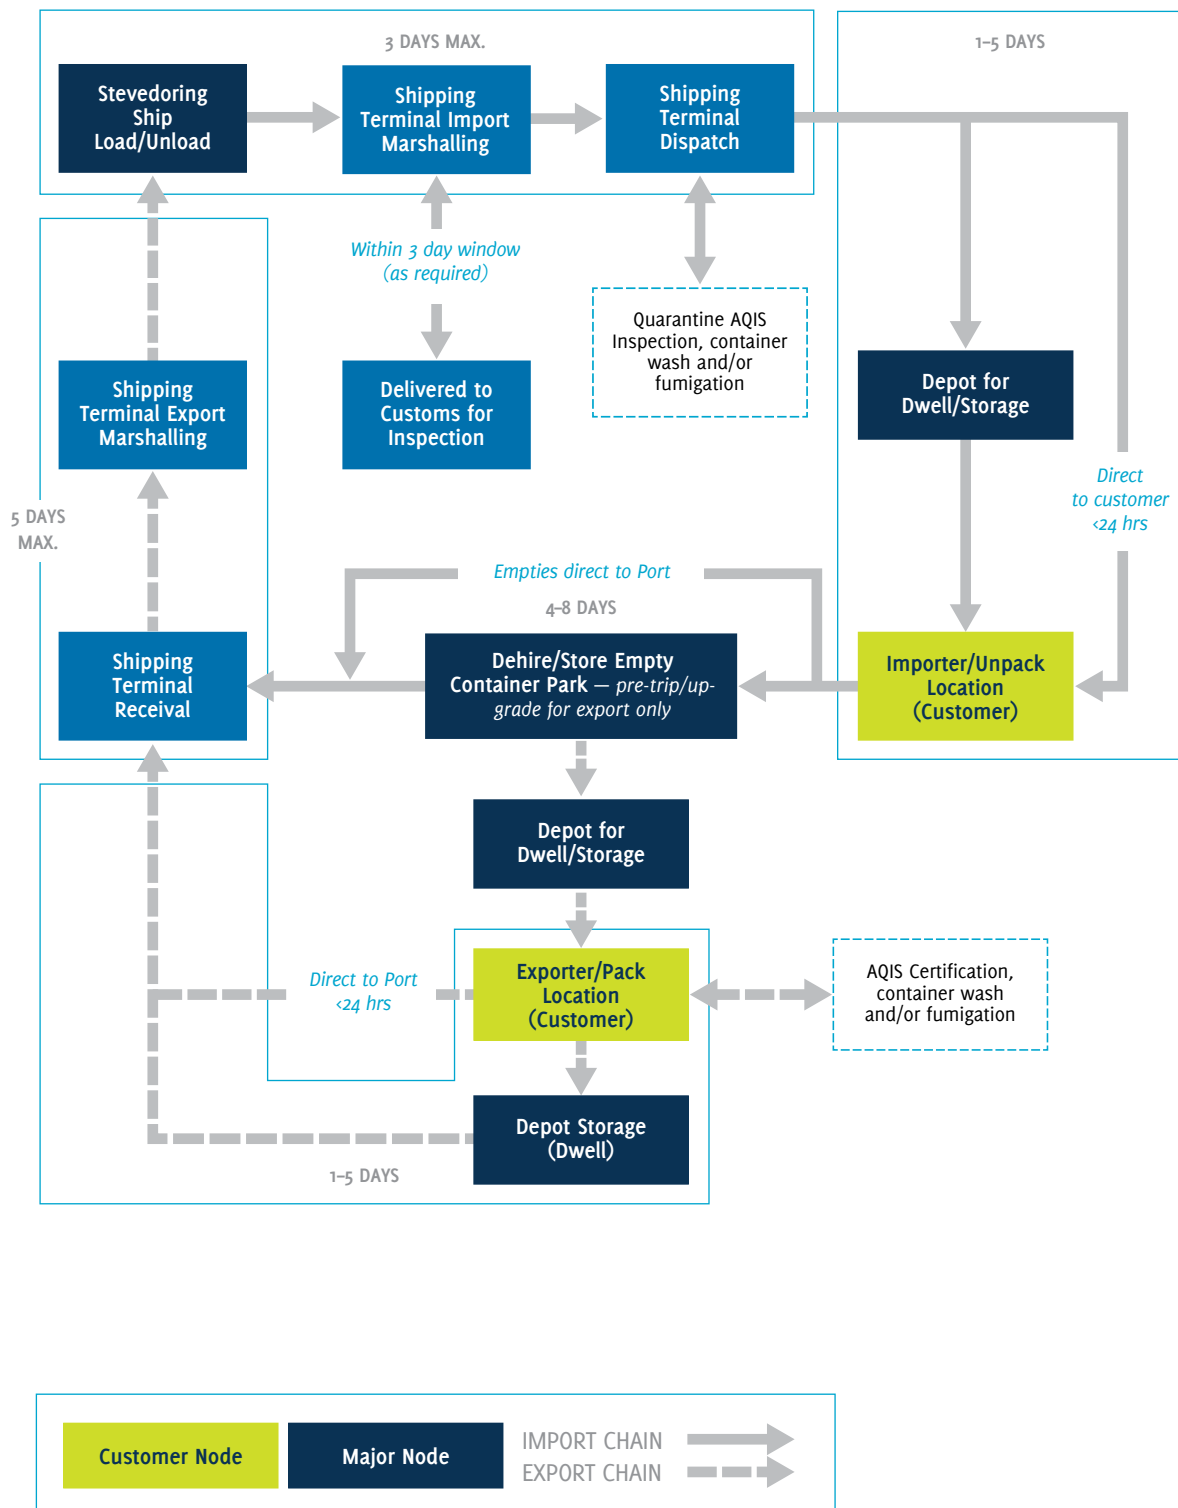 3 DAYS MAX.
1–5 DAYS
Stevedoring
Ship
Load/Unload
Shipping
Terminal Import
Marshalling
Shipping
Terminal
Dispatch
Within 3 day window
(as required)
Quarantine AQIS
Inspection, container
wash and/or
fumigation
Shipping
Terminal Export
Marshalling
Delivered to
Customs for
Inspection
Depot for
Dwell/Storage
Direct
to customer
<24 hrs
5 DAYS
MAX.
Empties direct to Port
4–8 DAYS
Shipping
Terminal
Receival
Dehire/Store Empty
Container Park — pre-trip/up-
grade for export only
Importer/Unpack
Location
(Customer)
Depot for
Dwell/Storage
Direct to Port
<24 hrs
Exporter/Pack
Location
(Customer)
AQIS Certification,
container wash
and/or fumigation
Depot Storage
(Dwell)
1–5 DAYS
Customer Node
Major Node
IMPORT CHAIN
EXPORT CHAIN